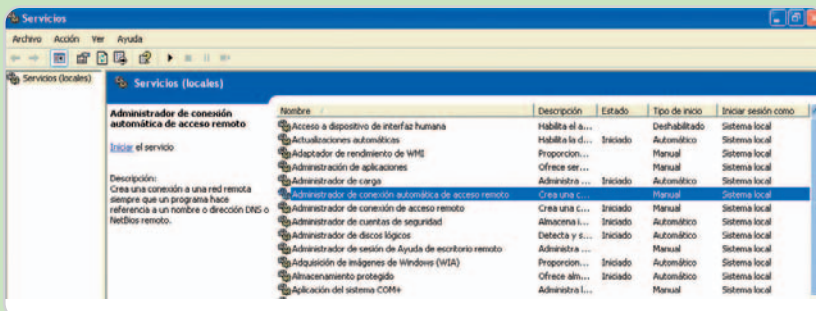 Servicios
Archivo Acción Ver Ayuda
Servicios (locales)
Servicios (locales)
Administrador de conexión
automática de acceso remoto
Iniciar el servicio
Descripción:
Crea una conexión a una red remota
siempre que un programa hace
referencia a un nombre o dirección DNS o
NetBios remoto.
Nombre Descripción Estado Tipo de inicio Iniciar sesión como
Acceso a dispositivo de interfaz humana Habilita el a... Deshabilitado Sistema local
Actualizaciones automáticas Habilita la d... Iniciado Automático Sistema local
Adaptador de rendimiento de WMI Proporcion... Manual Sistema local
Administración de aplicaciones Ofrece ser... Manual Sistema local
Administrador de carga Administra ... Iniciado Automático Sistema local
Administrador de conexión automática de acceso remoto Crea una c... Manual Sistema local
Administrador de conexión de acceso remoto Crea una c... Iniciado Manual Sistema local
Administrador de cuentas de seguridad Almacena i... Iniciado Automático Sistema local
Administrador de discos lógicos Detecta y s... Iniciado Automático Sistema local
Administrador de sesión de Ayuda de escritorio remoto Administra ... Manual Sistema local
Adquisición de imágenes de Windows (WIA) Proporcion... Iniciado Automático Sistema local
Almacenamiento protegido Ofrece alm... Iniciado Automático Sistema local
Aplicación del sistema COM+ Administra l... Manual Sistema local